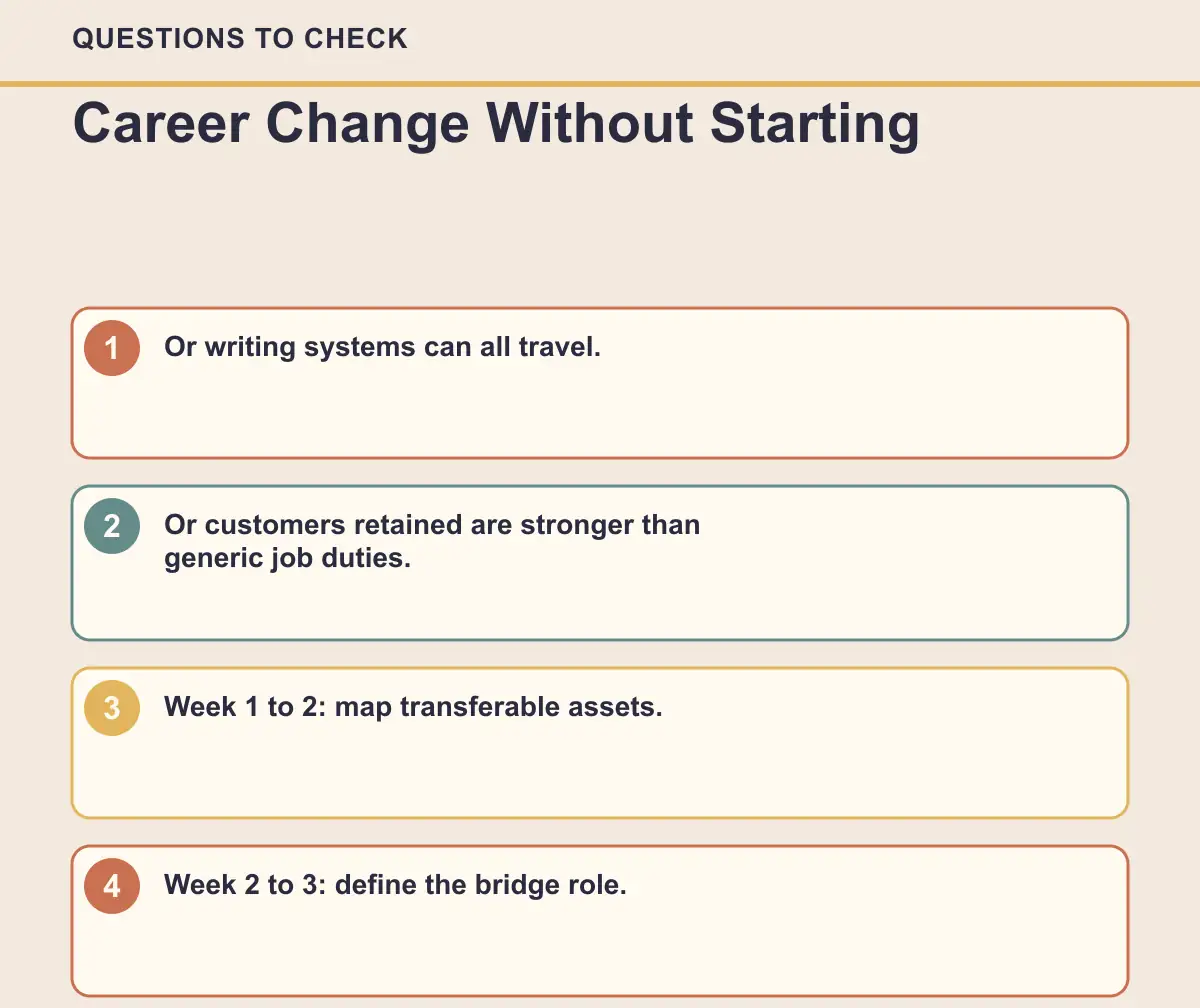 QUESTIONS TO CHECK
Career Change Without Starting
1 Or writing systems can all travel.
2 Or customers retained are stronger than
generic job duties.
3 Week 1 to 2: map transferable assets.
4 Week 2 to 3: define the bridge role.